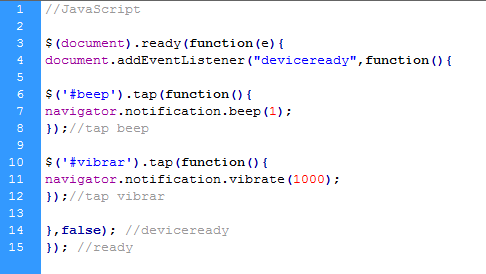 1 //JavaScript
2
3 $(document).ready(function(e){
4 document.addEventListener("deviceready",function(){
5
6 $('#beep').tap(function(){
7 navigator.notification.beep(1);
8 });//tap beep
9
10 $('#vibrar').tap(function(){
11 navigator.notification.vibrate(1000);
12 });//tap vibrar
13
14 },false); //deviceready
15 }); //ready